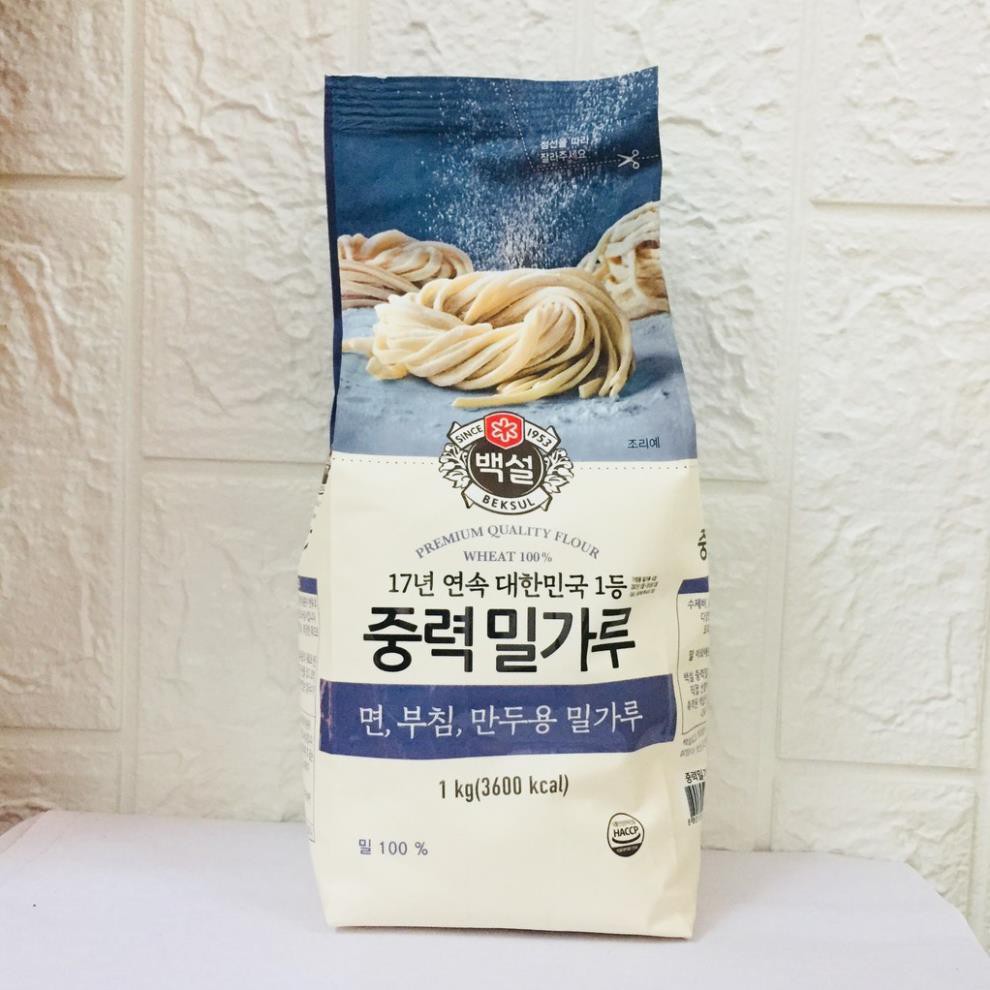 점선을 따라
잘라주세요
조리예
SINCE 1953
백설
BEKSUL
PREMIUM QUALITY FLOUR
WHEAT 100%
17년 연속 대한민국 1등
중력 밀가루
면, 부침, 만두용 밀가루
1 kg(3600 kcal)
밀 100 %
HACCP